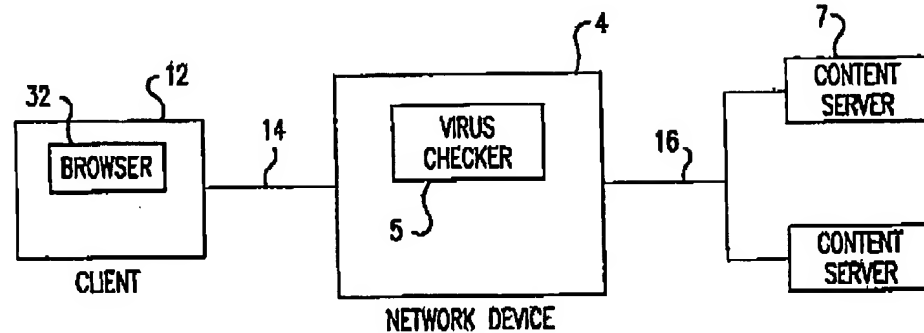 4
7
CONTENT
SERVER
12
32
BROWSER
14
VIRUS
CHECKER
5
16
CONTENT
SERVER
CLIENT
NETWORK DEVICE